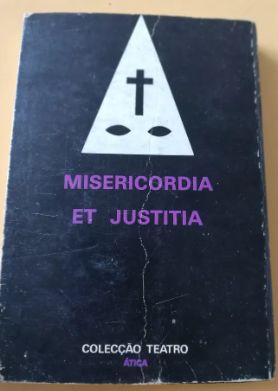 MISERICORDIA
ET JUSTITIA
COLECÇÃO TEATRO
ÁTICA